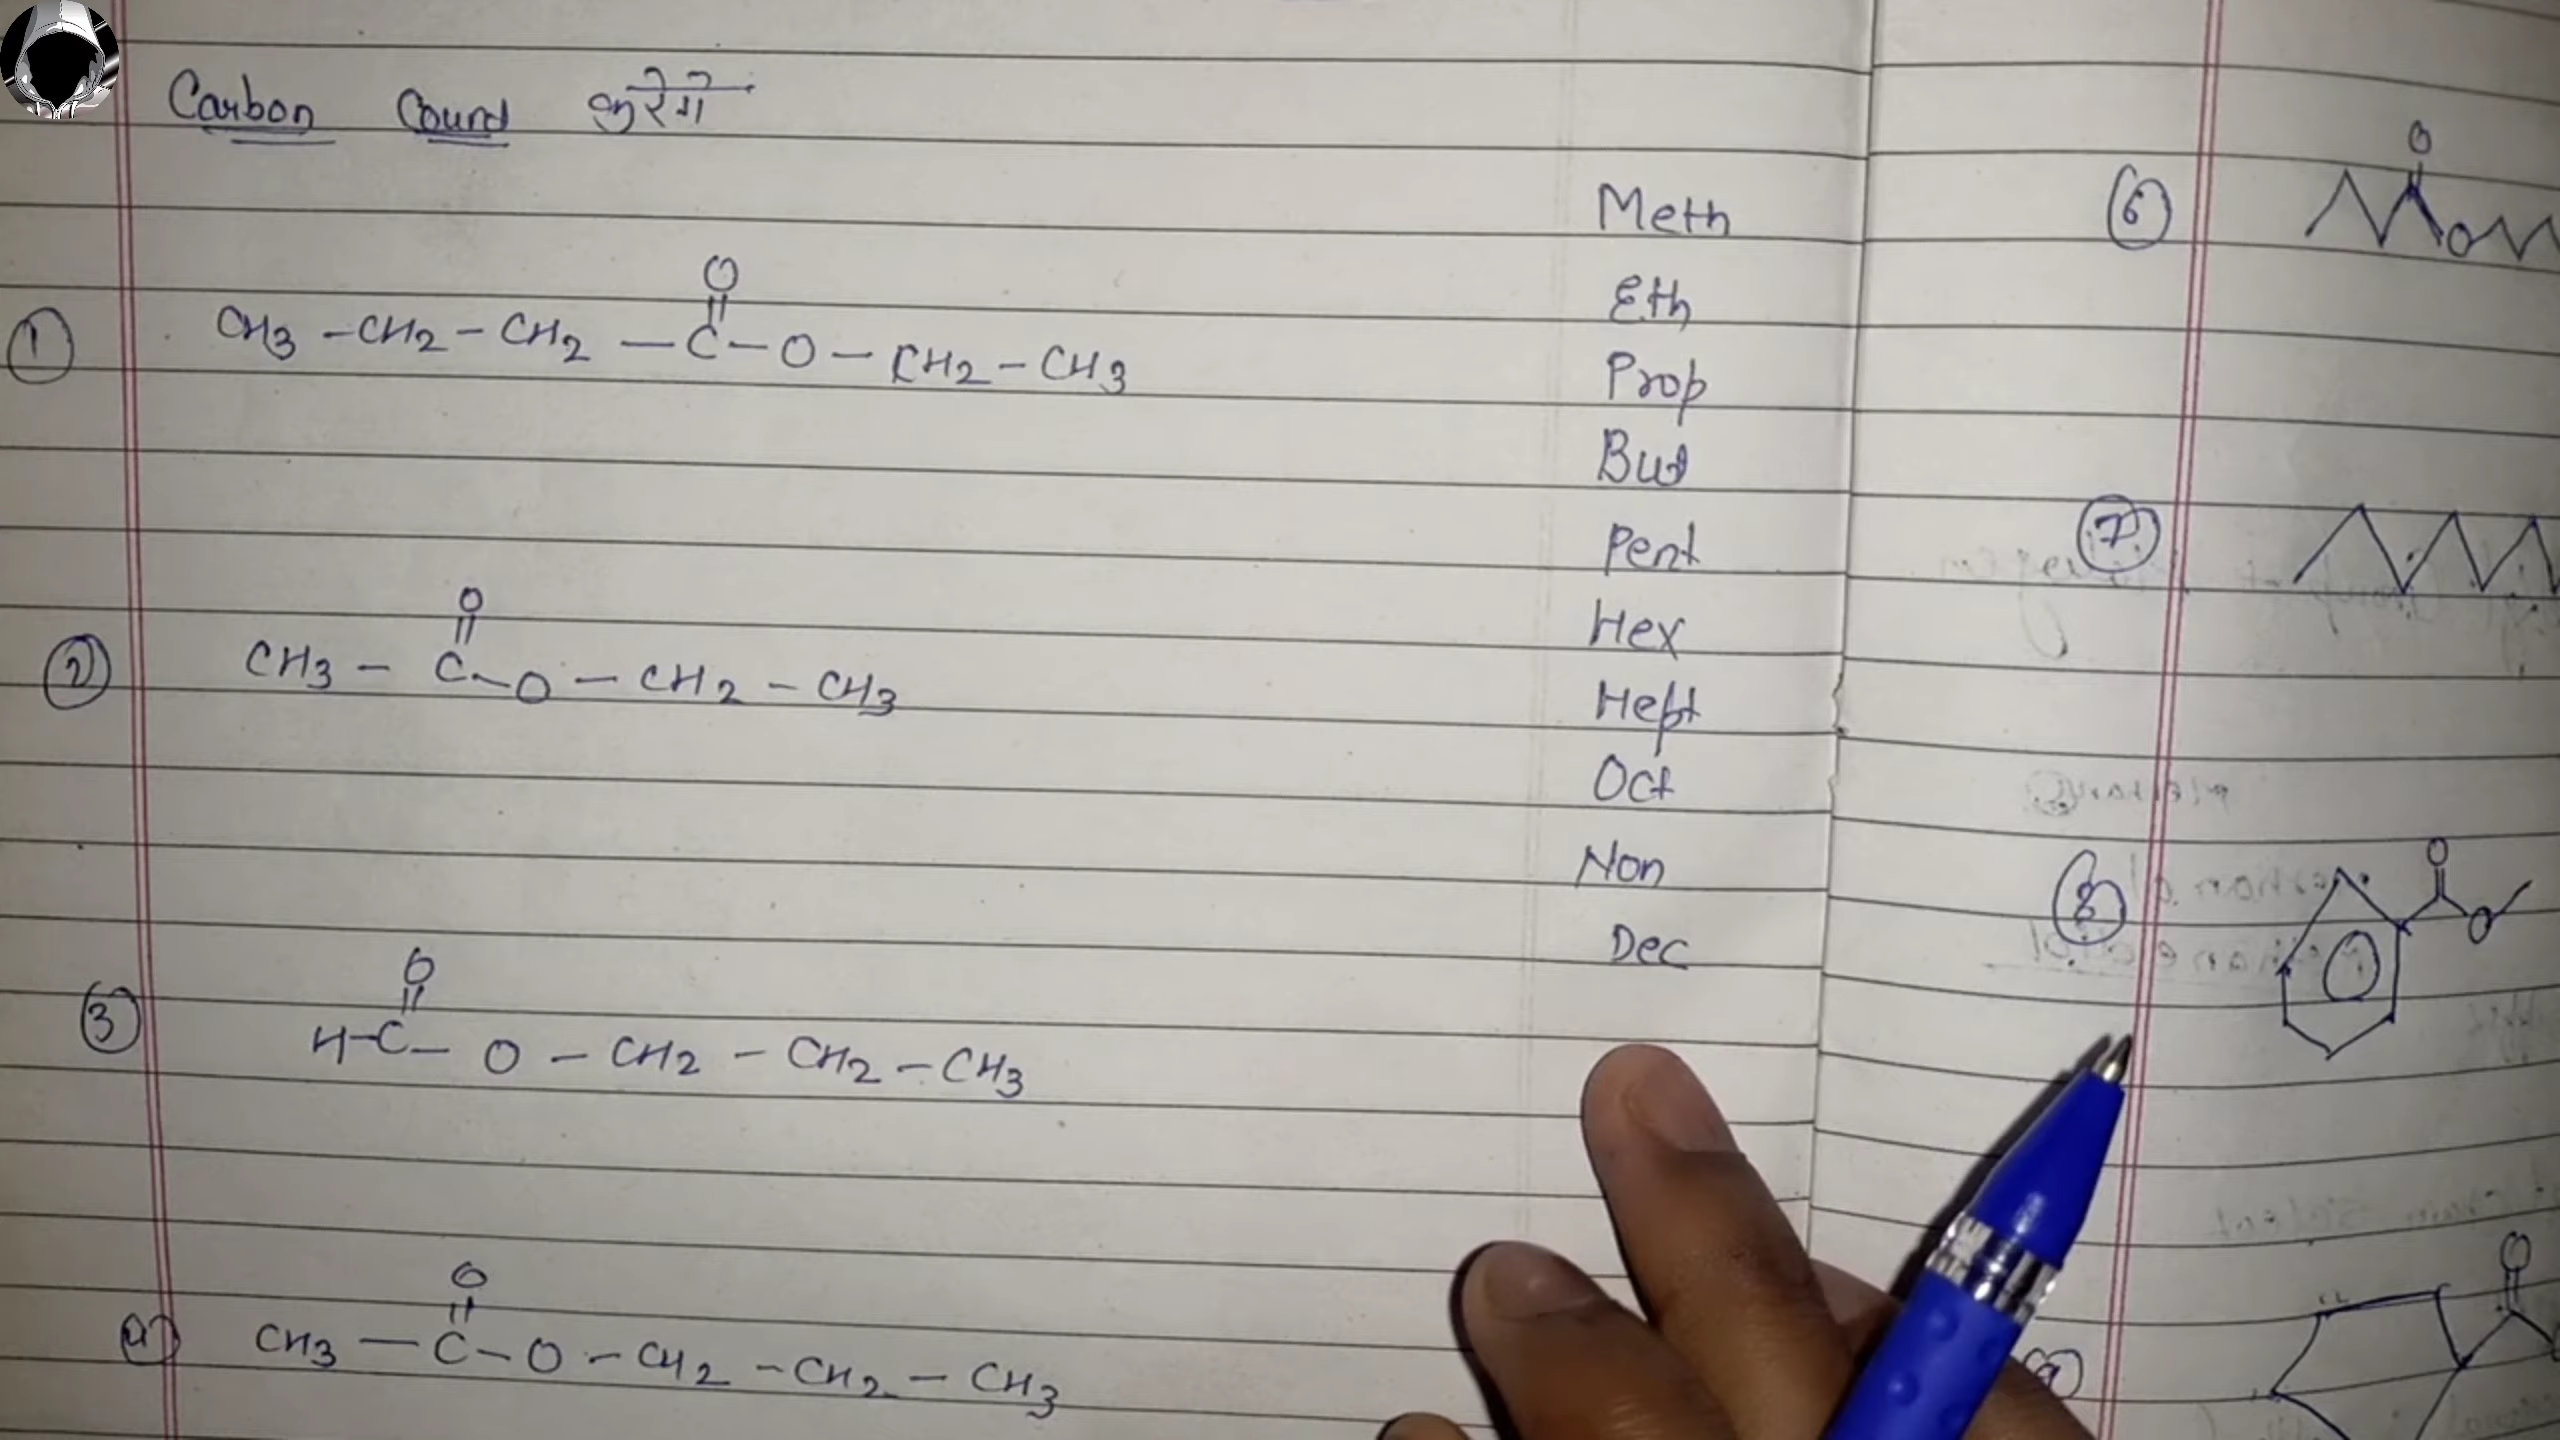 Carbon Count करेंगे
O
① CH3 - CH2 - CH2 - C - O - CH2 - CH3
O
② CH3 - C - O - CH2 - CH3
O
③ H - C - O - CH2 - CH2 - CH3
O
④ CH3 - C - O - CH2 - CH2 - CH3
Meth
Eth
Prop
But
Pent
Hex
Hept
Oct
Non
Dec
O
⑥ O
⑦
O
⑧ O
O
⑨